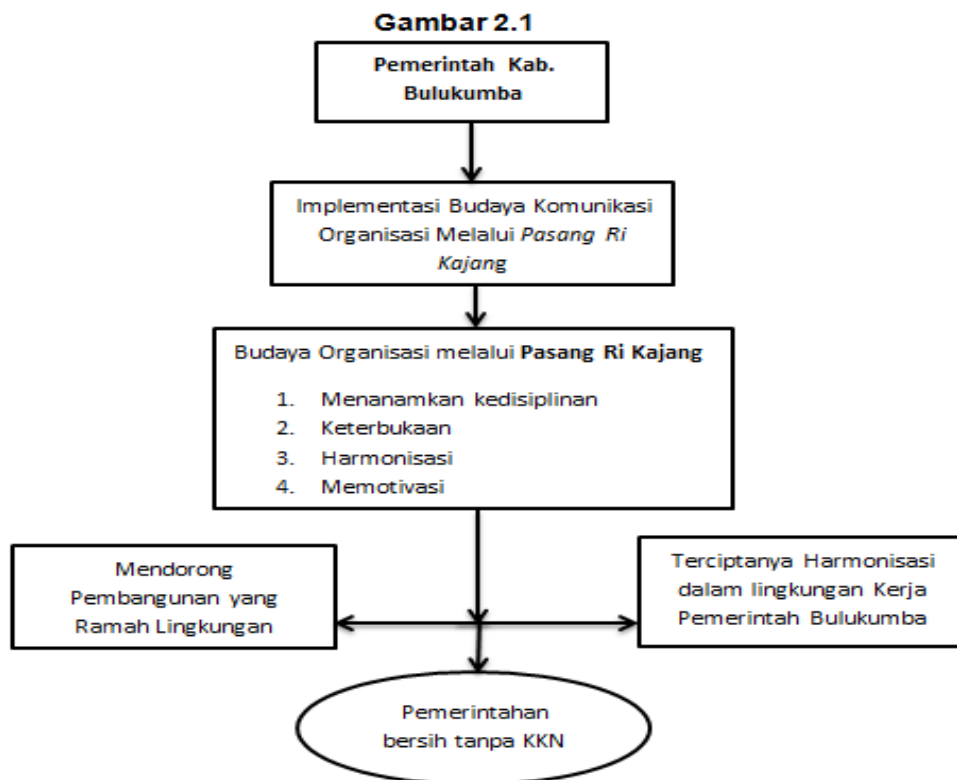 Gambar 2.1
Pemerintah Kab.
Bulukumba
Implementasi Budaya Komunikasi
Organisasi Melalui Pasang Ri
Kajang
Budaya Organisasi melalui Pasang Ri Kajang
1. Menanamkan kedisiplinan
2. Keterbukaan
3. Harmonisasi
4. Memotivasi
Mendorong
Pembangunan yang
Ramah Lingkungan
Terciptanya Harmonisasi
dalam lingkungan Kerja
Pemerintah Bulukumba
Pemerintahan
bersih tanpa KKN